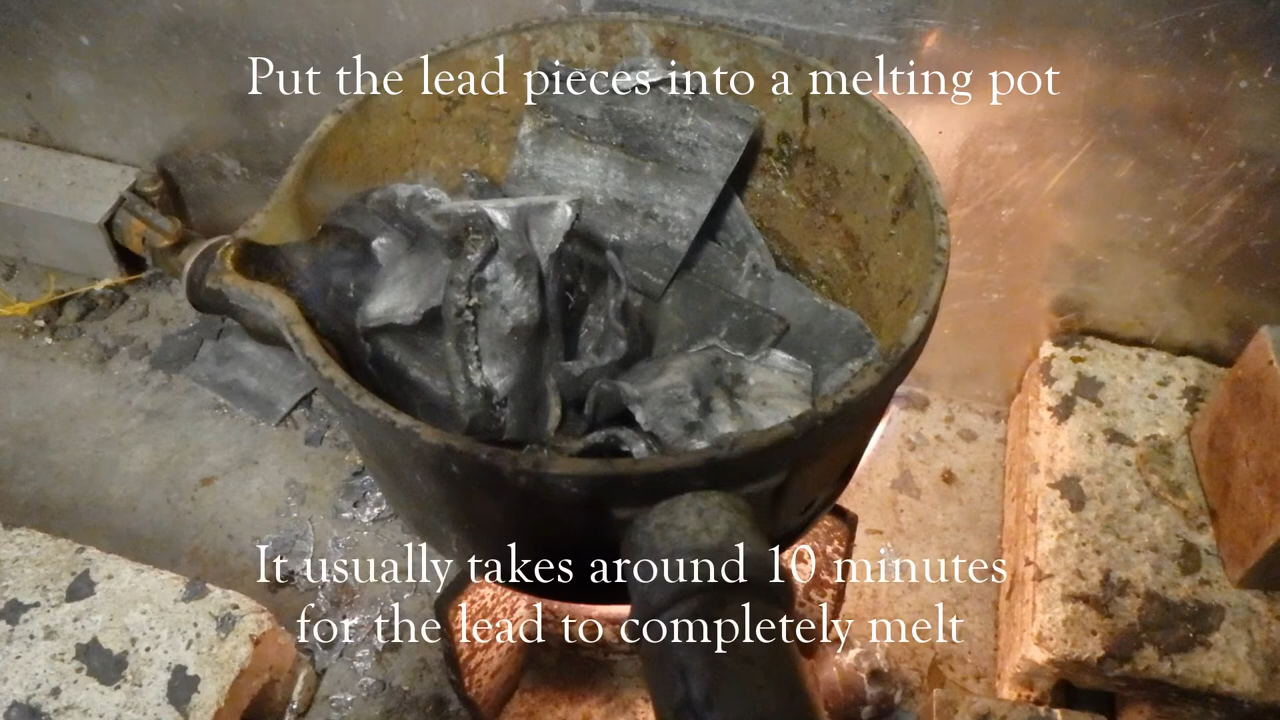 Put the lead pieces into a melting pot
It usually takes around 10 minutes
for the lead to completely melt